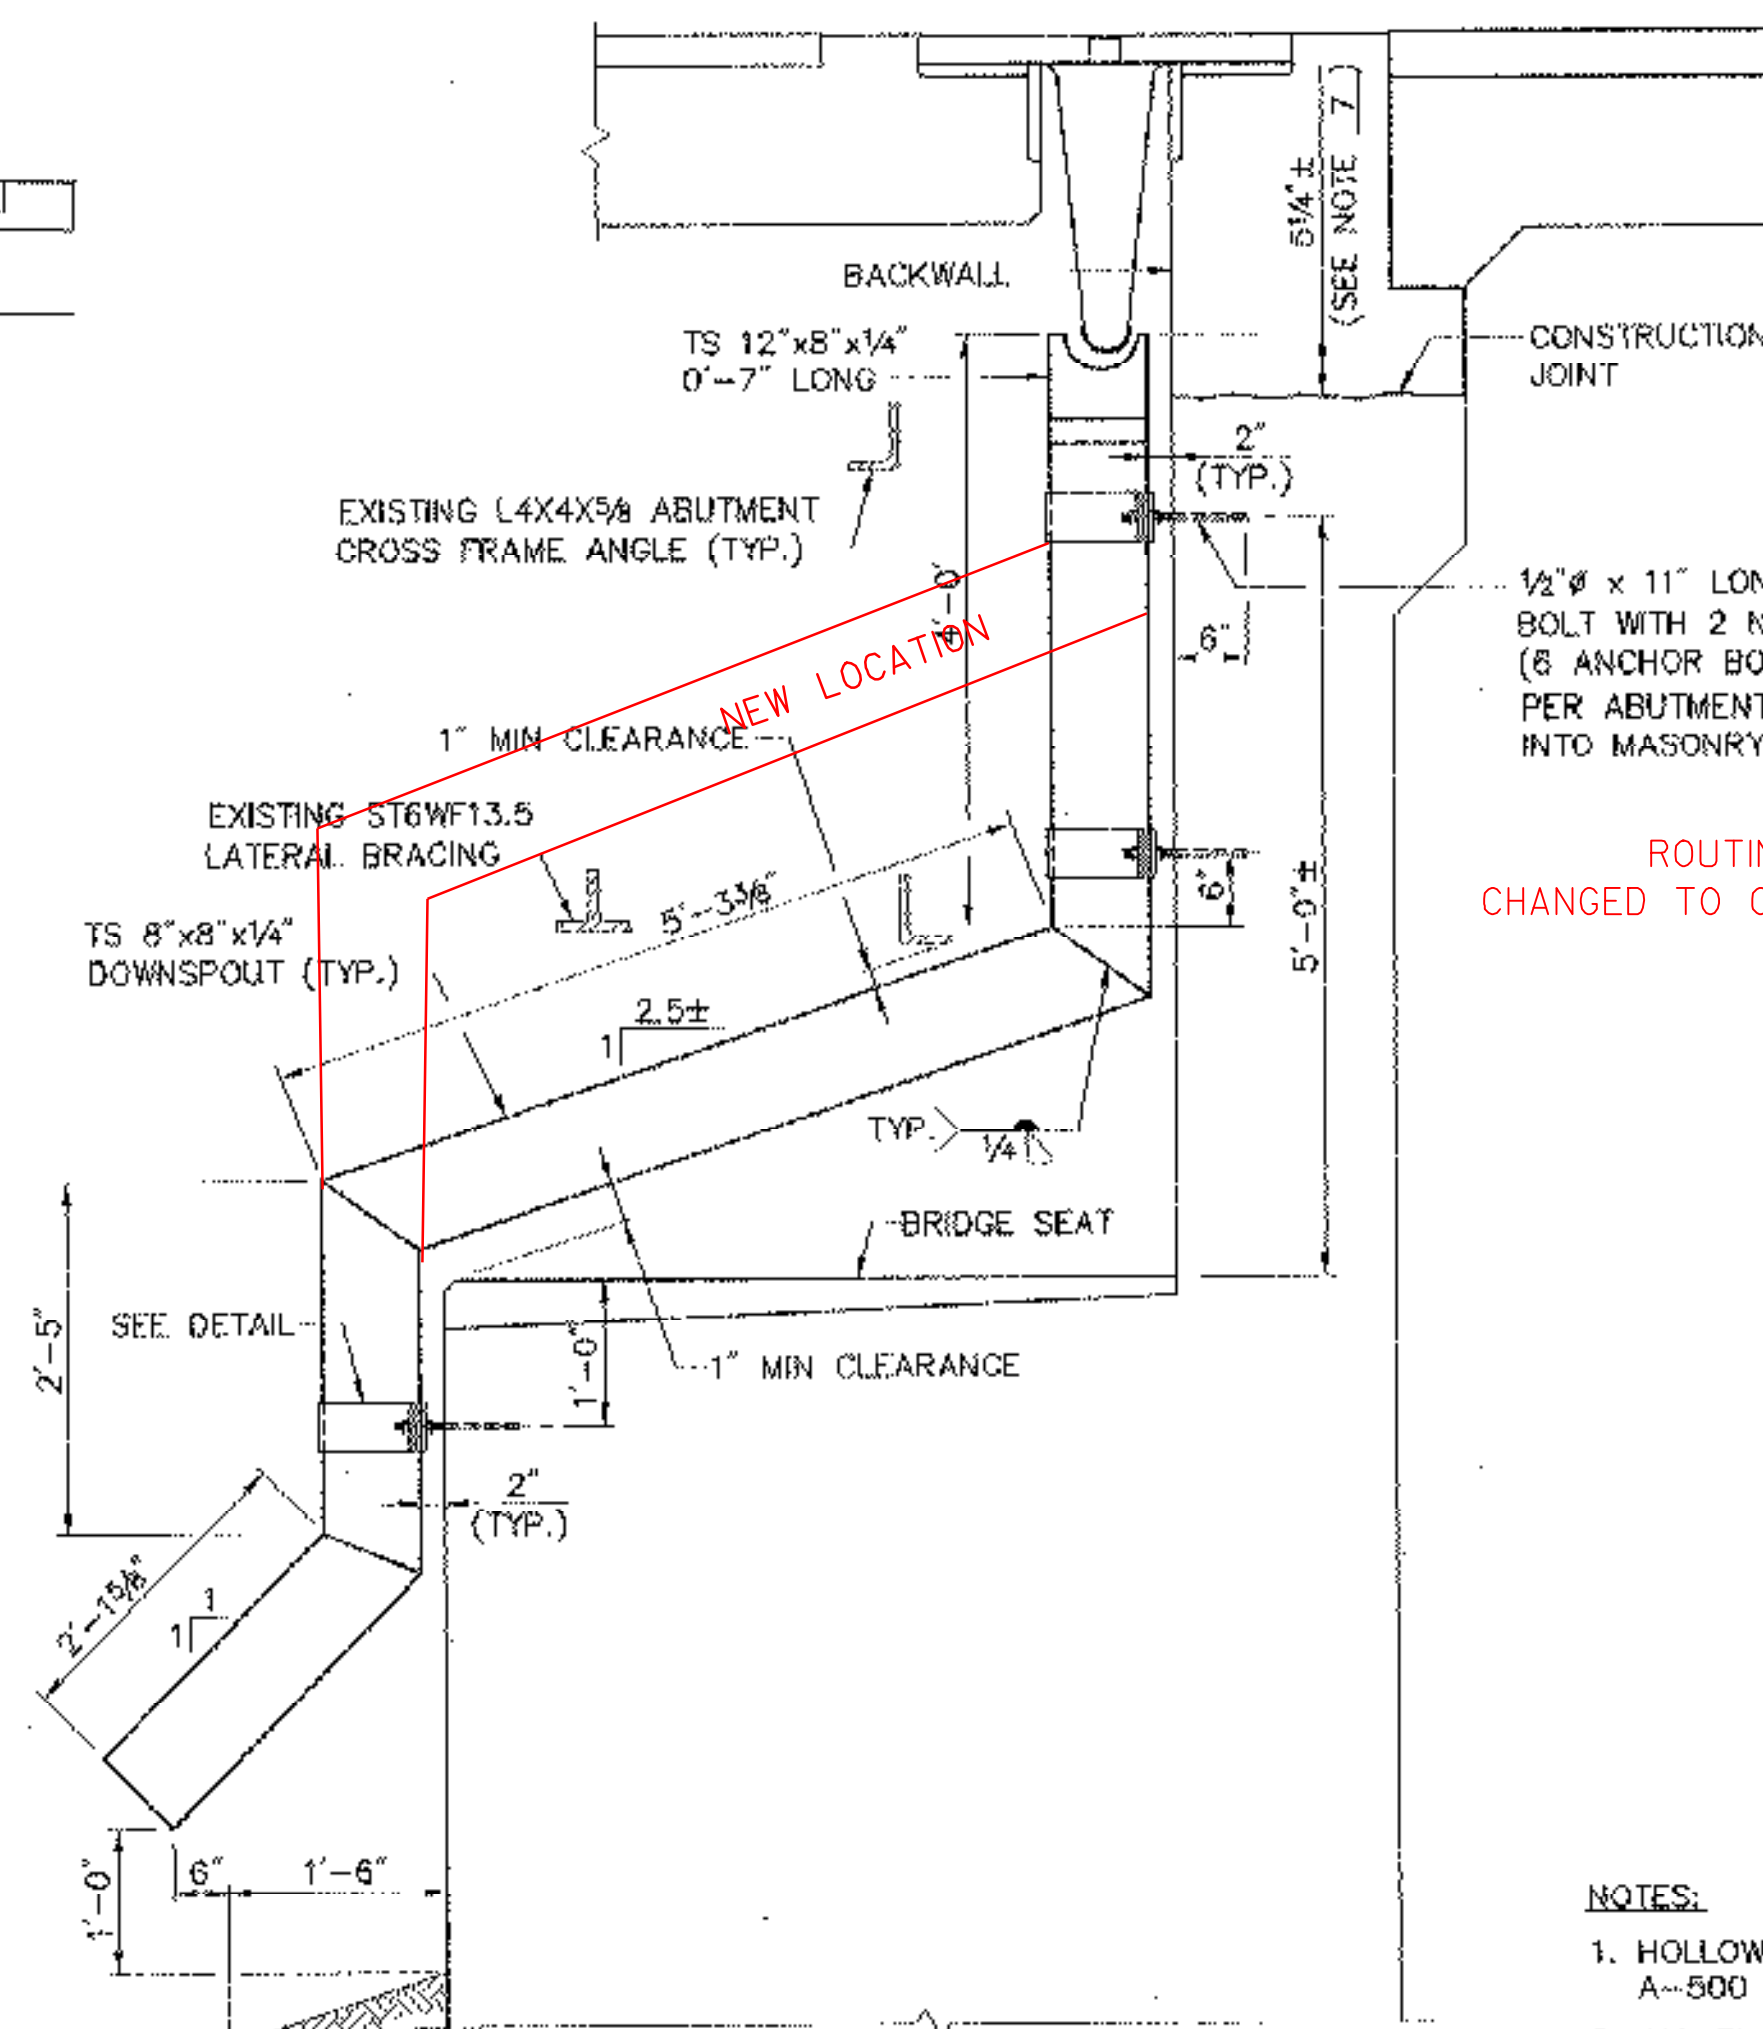 5¼"±
(SEE NOTE 7)
BACKWALL
TS 12"x8"x¼"
0'-7" LONG
CONSTRUCTION
JOINT
2"
(TYP.)
EXISTING L4X4X⅝ ABUTMENT
CROSS FRAME ANGLE (TYP.)
½"ø x 11" LON
BOLT WITH 2 N
(6 ANCHOR BO
PER ABUTMENT
INTO MASONRY
6"
NEW LOCATION
1" MIN CLEARANCE
EXISTING ST6WF13.5
LATERAL BRACING
ROUTIN
CHANGED TO
5'-3⅜"
6"
5'-9"±
TS 8"x8"x¼"
DOWNSPOUT (TYP.)
2.5±
1
TYP.
¼
BRIDGE SEAT
2'-5"
SEE DETAIL
1'-0"
1" MIN CLEARANCE
2"
(TYP.)
2'-1⅝"
1
1
6"
1'-6"
1'-0"
NOTES:
1. HOLLOW
A-500